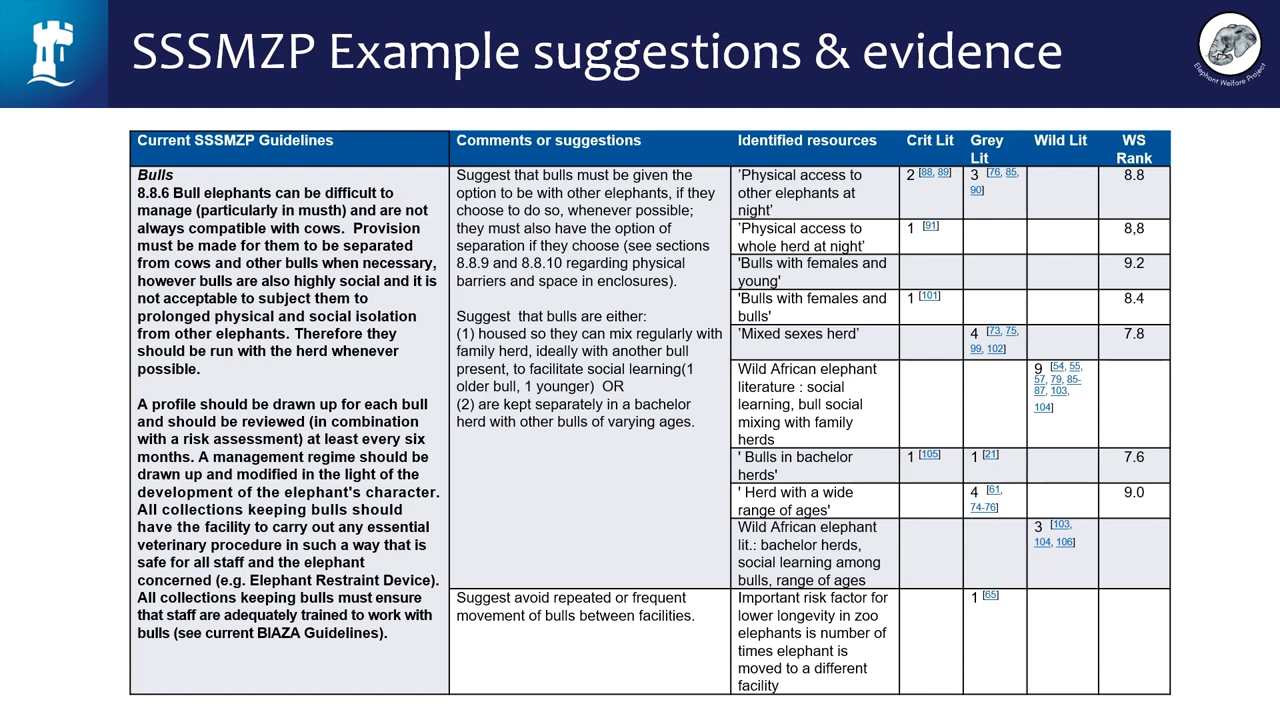 SSSMZP Example suggestions & evidence
Elephant Welfare Project
Current SSSMZP Guidelines
Comments or suggestions
Identified resources
Crit Lit
Grey
Lit
Wild Lit
WS
Rank
Bulls
8.8.6 Bull elephants can be difficult to
manage (particularly in musth) and are not
always compatible with cows. Provision
must be made for them to be separated
from cows and other bulls when necessary,
however bulls are also highly social and it is
not acceptable to subject them to
prolonged physical and social isolation
from other elephants. Therefore they
should be run with the herd whenever
possible.
A profile should be drawn up for each bull
and should be reviewed (in combination
with a risk assessment) at least every six
months. A management regime should be
drawn up and modified in the light of the
development of the elephant's character.
All collections keeping bulls should
have the facility to carry out any essential
veterinary procedure in such a way that is
safe for all staff and the elephant
concerned (e.g. Elephant Restraint Device).
All collections keeping bulls must ensure
that staff are adequately trained to work with
bulls (see current BIAZA Guidelines).
Suggest that bulls must be given the
option to be with other elephants, if they
choose to do so, whenever possible;
they must also have the option of
separation if they choose (see sections
8.8.9 and 8.8.10 regarding physical
barriers and space in enclosures).
Suggest that bulls are either:
(1) housed so they can mix regularly with
family herd, ideally with another bull
present, to facilitate social learning(1
older bull, 1 younger) OR
(2) are kept separately in a bachelor
herd with other bulls of varying ages.
'Physical access to
other elephants at
night'
2 [88, 89]
3 [76, 85,
90]
8.8
'Physical access to
whole herd at night'
1 [91]
8,8
'Bulls with females and
young'
9.2
'Bulls with females and
bulls'
1 [101]
8.4
'Mixed sexes herd'
4 [73, 75,
99, 102]
7.8
Wild African elephant
literature : social
learning, bull social
mixing with family
herds
9 [54, 55,
57, 79, 85-
87, 103,
104]
' Bulls in bachelor
herds'
1 [105]
1 [21]
7.6
' Herd with a wide
range of ages'
4 [61,
74-76]
9.0
Wild African elephant
lit.: bachelor herds,
social learning among
bulls, range of ages
3 [103,
104, 106]
Suggest avoid repeated or frequent
movement of bulls between facilities.
Important risk factor for
lower longevity in zoo
elephants is number of
times elephant is
moved to a different
facility
1 [65]